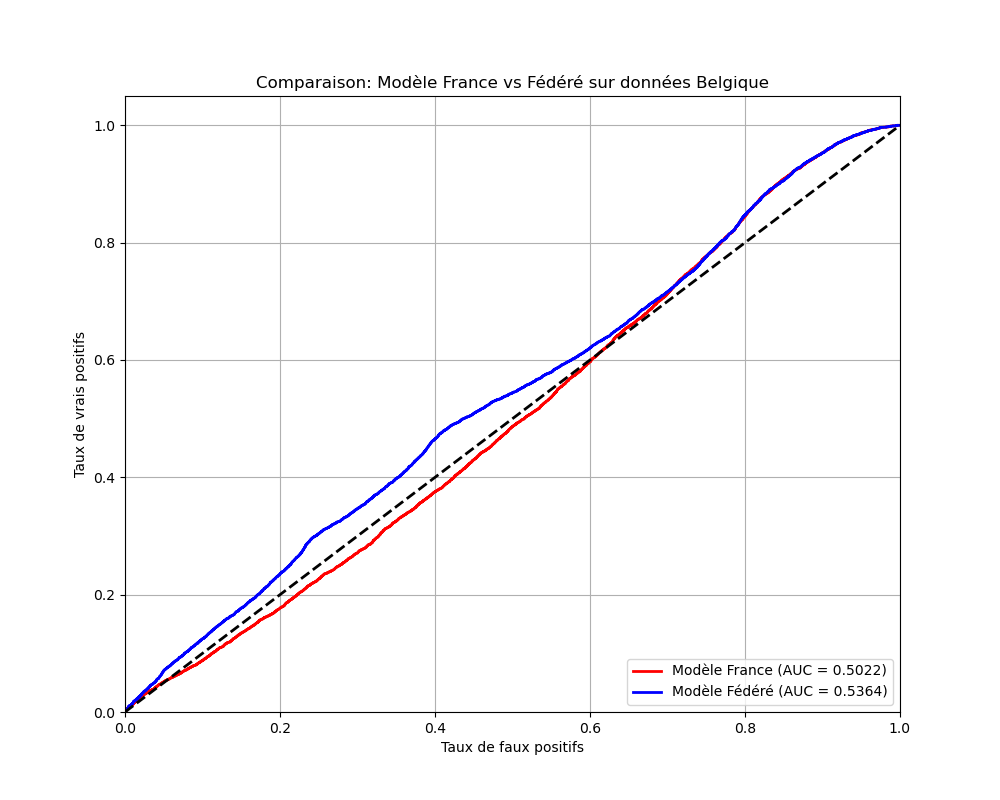 Comparaison: Modèle France vs Fédéré sur données Belgique
Taux de vrais positifs
1.0
0.8
0.6
0.4
0.2
0.0
Modèle France (AUC = 0.5022)
Modèle Fédéré (AUC = 0.5364)
0.0 0.2 0.4 0.6 0.8 1.0
Taux de faux positifs